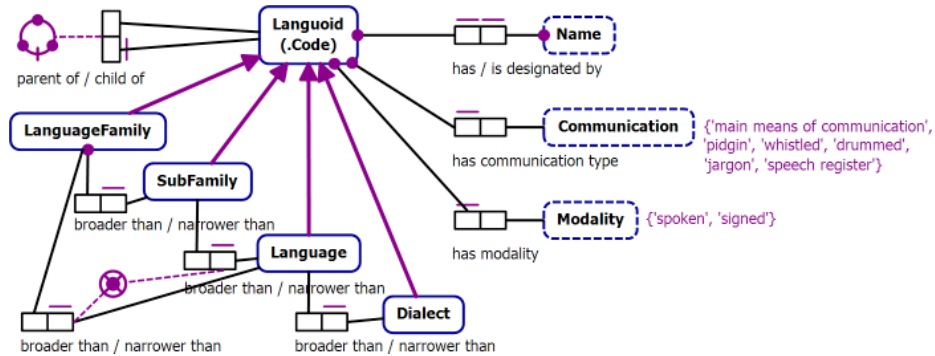 Languoid
(.Code)
Name
parent of / child of
has / is designated by
LanguageFamily
Communication
{'main means of communication',
'pidgin', 'whistled', 'drummed',
'jargon', 'speech register'}
has communication type
SubFamily
broader than / narrower than
Modality
{'spoken', 'signed'}
has modality
Language
broader than / narrower than
Dialect
broader than / narrower than
broader than / narrower than